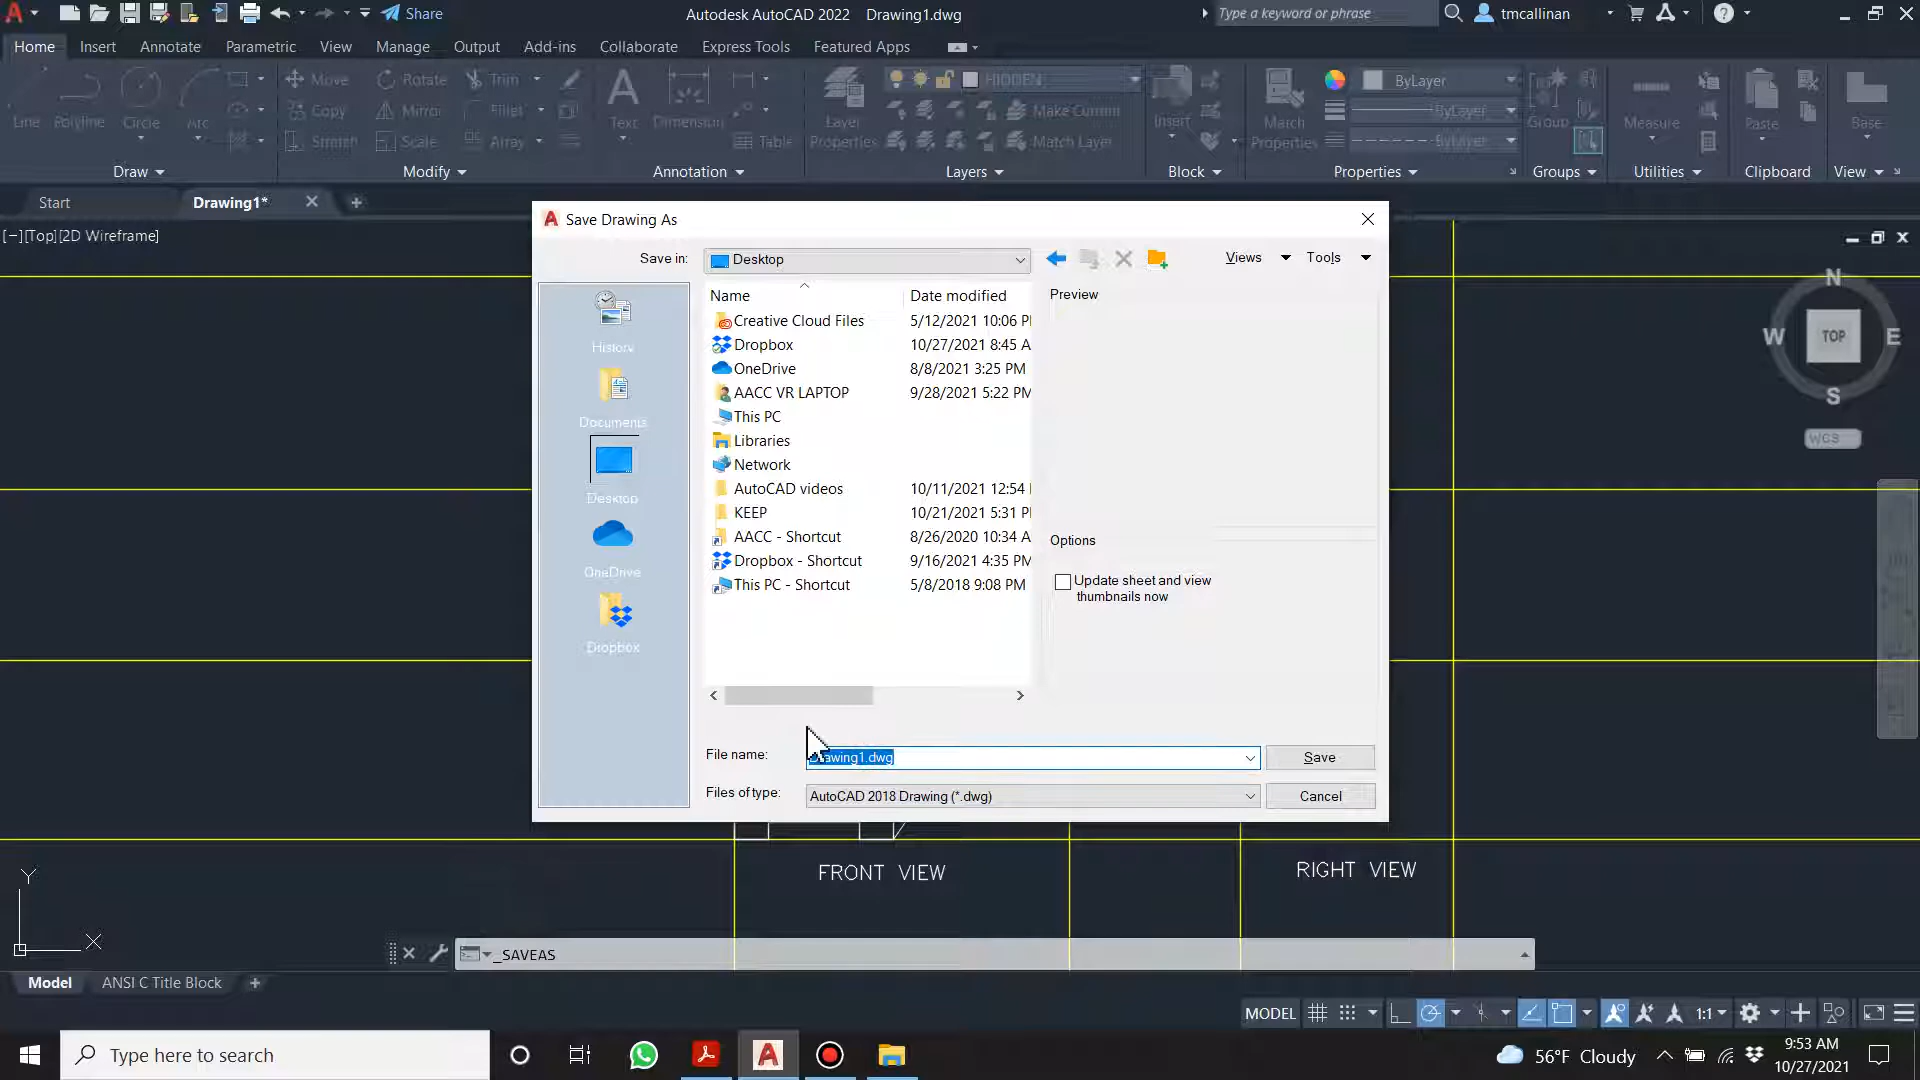 Share
Autodesk AutoCAD 2022 Drawing1.dwg
Type a keyword or phrase
tmcallinan
Home Insert Annotate Parametric View Manage Output Add-ins Collaborate Express Tools Featured Apps
Line Polyline Circle Arc
Move Rotate Trim
Copy Mirror Fillet
Stretch Scale Array
Text Dimension Table
Layer Properties
HIDDEN
Make Current
Match Layer
Insert
Match Properties
ByLayer
ByLayer
ByLayer
Group
Measure
Paste
Base
Draw Modify Annotation Layers Block Properties Groups Utilities Clipboard View
Start Drawing1*
[−][Top][2D Wireframe]
N
W TOP E
S
WCS
Save Drawing As
Save in: Desktop Views Tools
History
Documents
Desktop
OneDrive
Dropbox
Name Date modified
Creative Cloud Files 5/12/2021 10:06 P
Dropbox 10/27/2021 8:45 A
OneDrive 8/8/2021 3:25 PM
AACC VR LAPTOP 9/28/2021 5:22 PM
This PC
Libraries
Network
AutoCAD videos 10/11/2021 12:54
KEEP 10/21/2021 5:31 P
AACC - Shortcut 8/26/2020 10:34 A
Dropbox - Shortcut 9/16/2021 4:35 PM
This PC - Shortcut 5/8/2018 9:08 PM
Preview
Options
Update sheet and view
thumbnails now
File name: Drawing1.dwg Save
Files of type: AutoCAD 2018 Drawing (*.dwg) Cancel
FRONT VIEW
RIGHT VIEW
Y
X
_SAVEAS
Model ANSI C Title Block
MODEL 1:1
Type here to search
56°F Cloudy
9:53 AM
10/27/2021